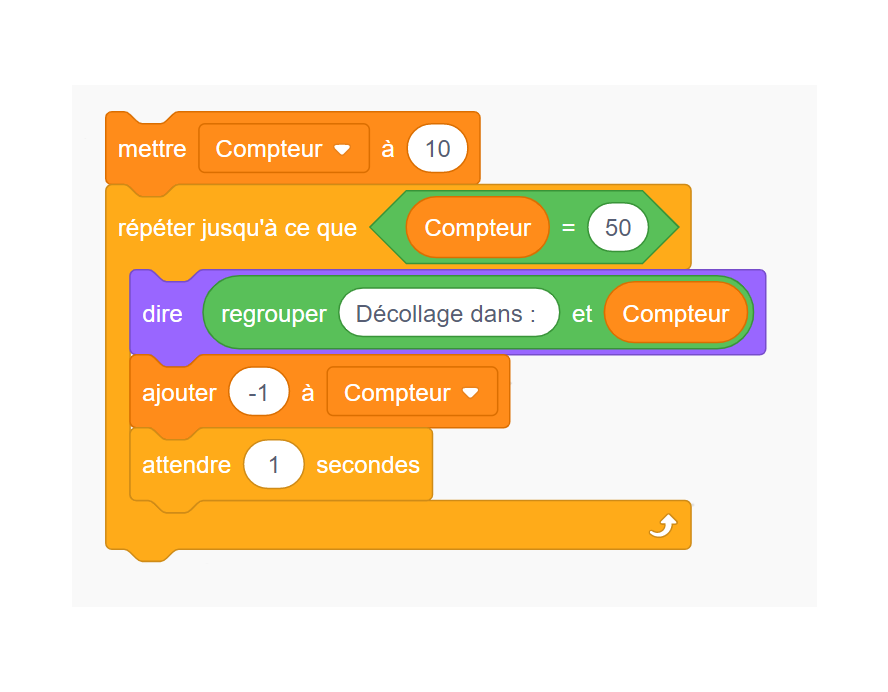 mettre Compteur à 10
répéter jusqu'à ce que Compteur = 50
dire regrouper Décollage dans : et Compteur
ajouter -1 à Compteur
attendre 1 secondes